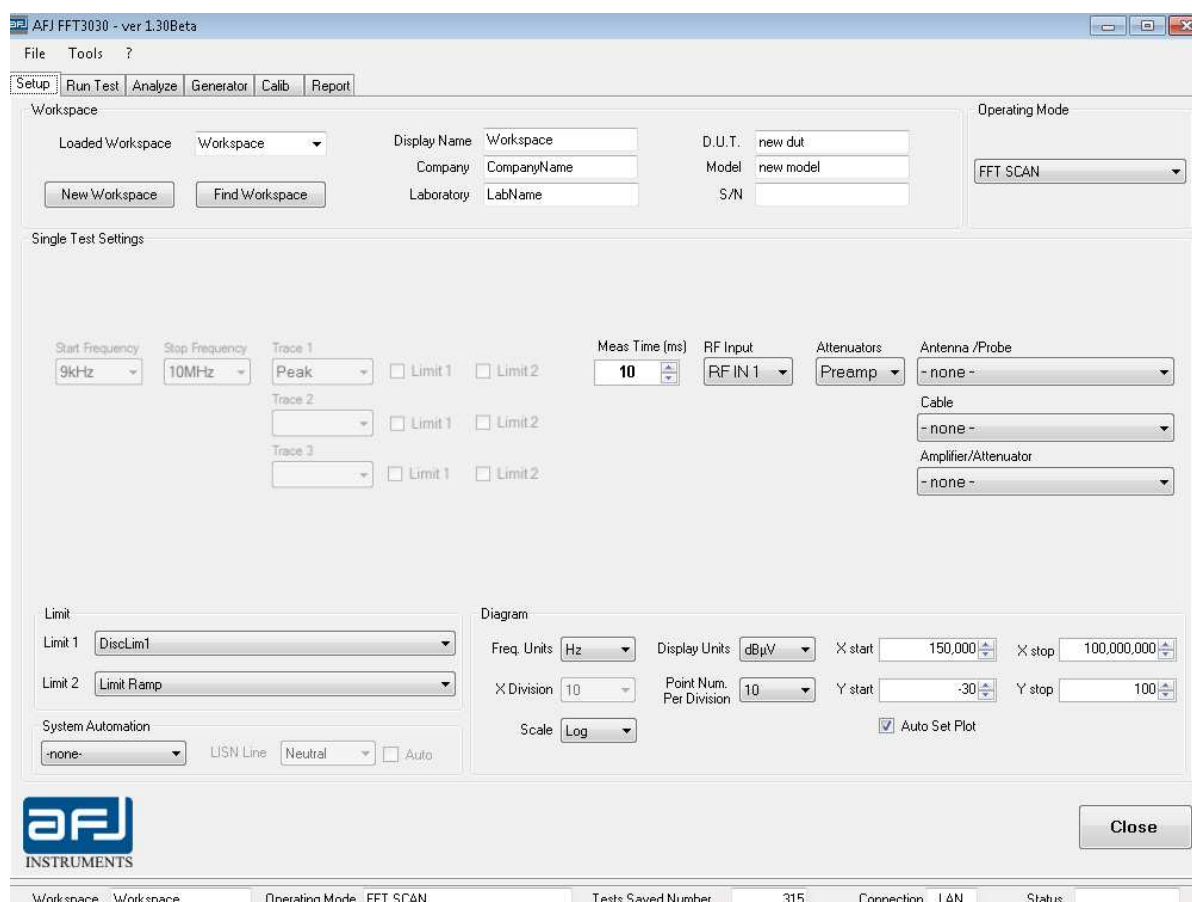 AFJ FFT3030 - ver 1.30Beta
File Tools ?
Setup Run Test Analyze Generator Calib Report
Workspace
Loaded Workspace Workspace
New Workspace Find Workspace
Display Name Workspace
Company CompanyName
Laboratory LabName
D.U.T. new dut
Model new model
S/N
Operating Mode
FFT SCAN
Single Test Settings
Start Frequency Stop Frequency Trace 1
9kHz 10MHz Peak Limit 1 Limit 2
Trace 2
Limit 1 Limit 2
Trace 3
Limit 1 Limit 2
Meas Time (ms) RF Input Attenuators Antenna /Probe
10 RF IN 1 Preamp - none -
Cable
- none -
Amplifier/Attenuator
- none -
Limit
Limit 1 DiscLim1
Limit 2 Limit Ramp
System Automation
-none- LISN Line Neutral Auto
Diagram
Freq. Units Hz Display Units dBµV X start 150,000 X stop 100,000,000
X Division 10 Point Num. Per Division 10 Y start -30 Y stop 100
Scale Log Auto Set Plot
AFJ
INSTRUMENTS
Close
Workspace Workspace Operating Mode FFT SCAN Tests Saved Number 315 Connection LAN Status